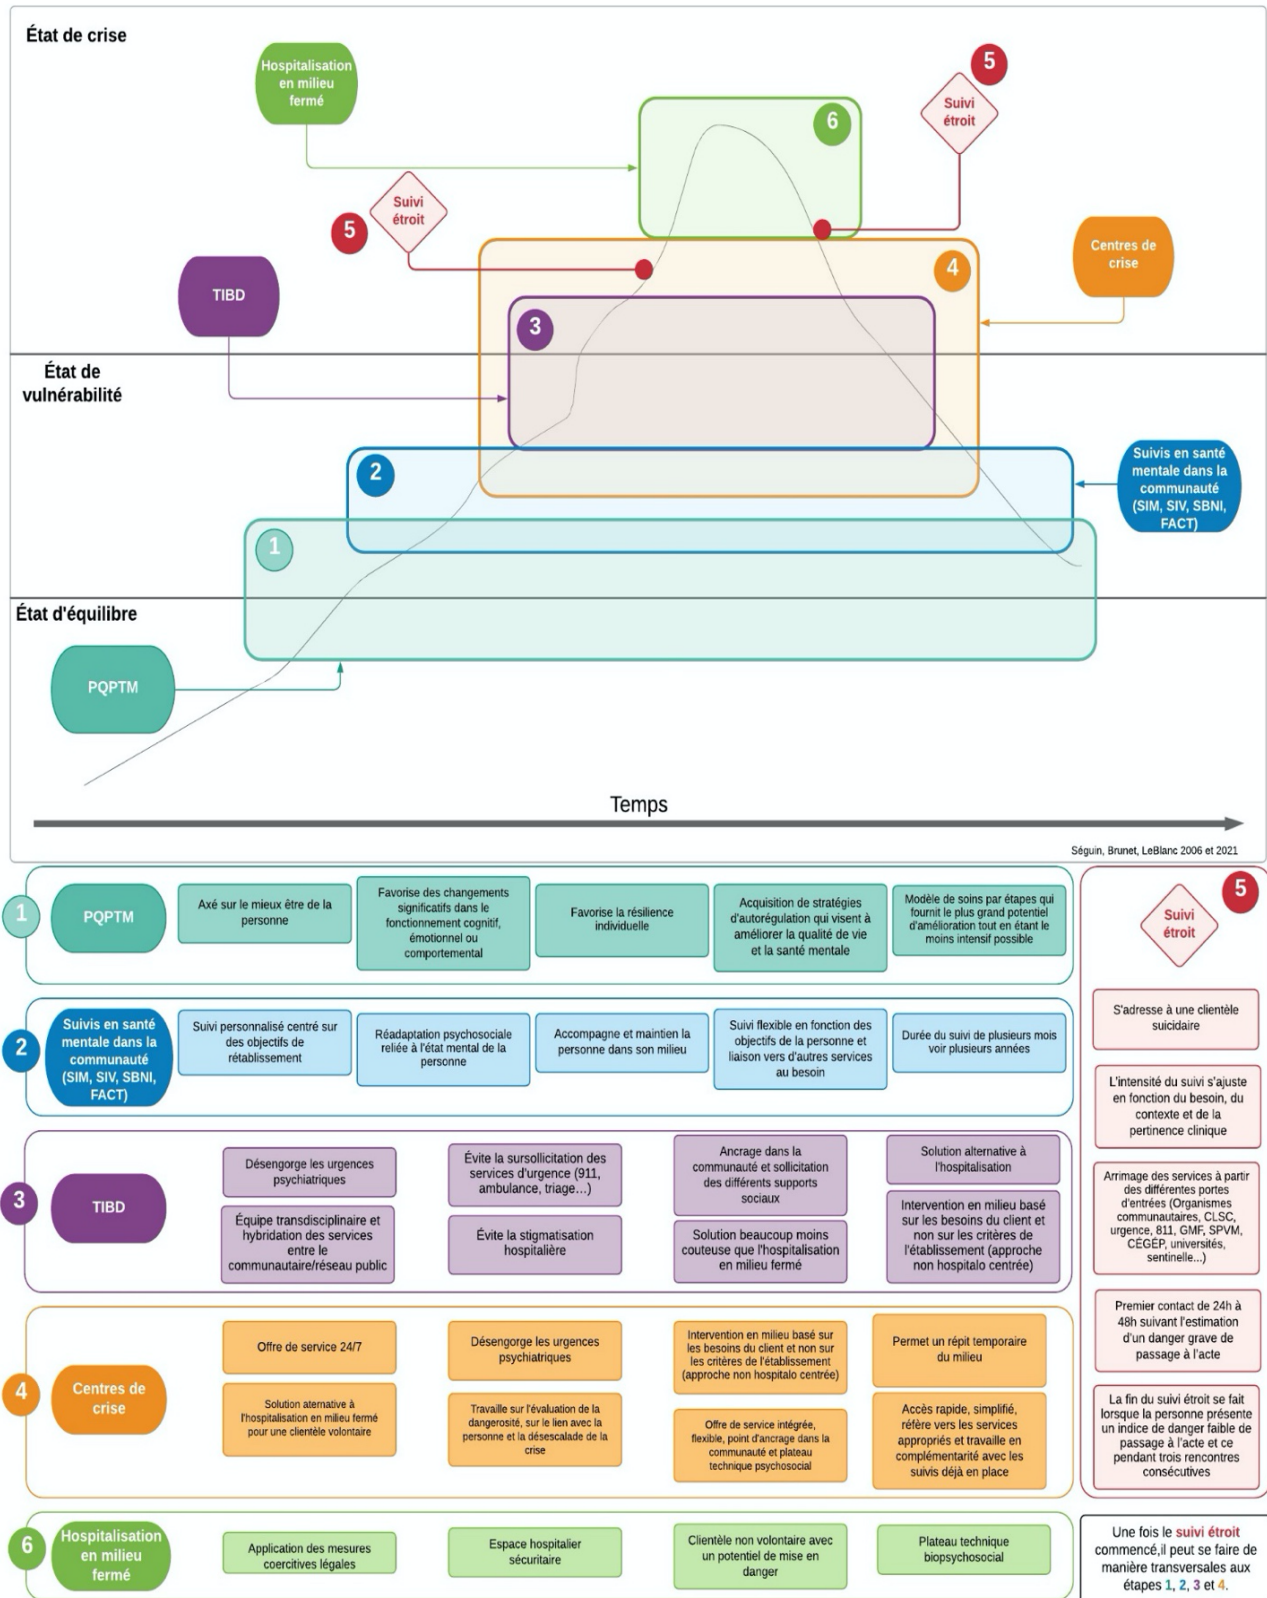 État de crise
Hospitalisation
en milieu
fermé
5
Suivi
étroit
6
5
Suivi
étroit
TIBD
4
Centres de
crise
3
État de
vulnérabilité
2
Suivis en santé
mentale dans la
communauté
(SIM, SIV, SBNI,
FACT)
1
État d'équilibre
PQPTM
Temps
Séguin, Brunet, LeBlanc 2006 et 2021
1
PQPTM
Axé sur le mieux être de la
personne
Favorise des changements
significatifs dans le
fonctionnement cognitif,
émotionnel ou
comportemental
Favorise la résilience
individuelle
Acquisition de stratégies
d'autorégulation qui visent à
améliorer la qualité de vie
et la santé mentale
Modèle de soins par étapes qui
fournit le plus grand potentiel
d'amélioration tout en étant le
moins intensif possible
2
Suivis en santé
mentale dans la
communauté
(SIM, SIV, SBNI,
FACT)
Suivi personnalisé centré sur
des objectifs de
rétablissement
Réadaptation psychosociale
reliée à l'état mental de la
personne
Accompagne et maintien la
personne dans son milieu
Suivi flexible en fonction des
objectifs de la personne et
liaison vers d'autres services
au besoin
Durée du suivi de plusieurs mois
voir plusieurs années
3
TIBD
Désengorge les urgences
psychiatriques
Équipe transdisciplinaire et
hybridation des services
entre le
communautaire/réseau public
Évite la sursollicitation des
services d'urgence (911,
ambulance, triage…)
Évite la stigmatisation
hospitalière
Ancrage dans la
communauté et sollicitation
des différents supports
sociaux
Solution beaucoup moins
couteuse que l'hospitalisation
en milieu fermé
Solution alternative à
l'hospitalisation
Intervention en milieu basé
sur les besoins du client et
non sur les critères de
l'établissement (approche
non hospitalo centrée)
4
Centres de
crise
Offre de service 24/7
Solution aternative à
l'hospitalisation en milieu fermé
pour une clientèle volontaire
Désengorge les urgences
psychiatriques
Travaille sur l'évaluation de la
dangerosité, sur le lien avec la
personne et la désescalade de la
crise
Intervention en milieu basé sur
les besoins du client et non sur
les critères de l'établissement
(approche non hospitalo centrée)
Offre de service intégrée,
flexible, point d'ancrage dans la
communauté et plateau
technique psychosocial
Permet un répit temporaire
du milieu
Accès rapide, simplifié,
réfère vers les services
appropriés et travaille en
complémentarité avec les
suivis déjà en place
6
Hospitalisation
en milieu
fermé
Application des mesures
coercitives légales
Espace hospitalier
sécuritaire
Clientèle non volontaire avec
un potentiel de mise en
danger
Plateau technique
biopsychosocial
5
Suivi
étroit
S'adresse à une clientèle
suicidaire
L'intensité du suivi s'ajuste
en fonction du besoin, du
contexte et de la
pertinence clinique
Arrimage des services à partir
des différentes portes
d'entrées (Organismes
communautaires, CLSC,
urgence, 811, GMF, SPVM,
CÉGÉP, universités,
sentinelle...)
Premier contact de 24h à
48h suivant l'estimation
d'un danger grave de
passage à l'acte
La fin du suivi étroit se fait
lorsque la personne présente
un indice de danger faible de
passage à l'acte et ce
pendant trois rencontres
consécutives
Une fois le suivi étroit
commencé,il peut se faire de
manière transversales aux
étapes 1, 2, 3 et 4.